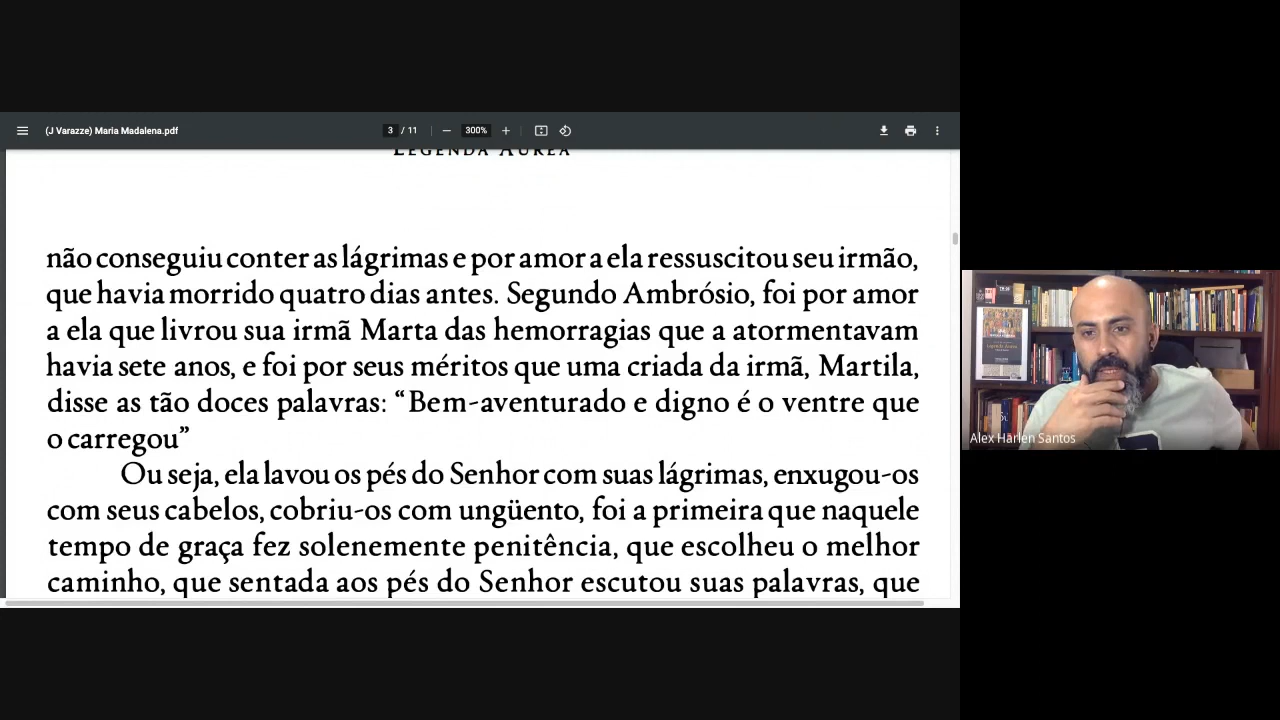 (J Varazze) Maria Madalena.pdf
3 / 11
300%
LEGENDA AUREA
não conseguiu conter as lágrimas e por amor a ela ressuscitou seu irmão,
que havia morrido quatro dias antes. Segundo Ambrósio, foi por amor
a ela que livrou sua irmã Marta das hemorragias que a atormentavam
havia sete anos, e foi por seus méritos que uma criada da irmã, Martila,
disse as tão doces palavras: “Bem-aventurado e digno é o ventre que
o carregou”
Ou seja, ela lavou os pés do Senhor com suas lágrimas, enxugou-os
com seus cabelos, cobriu-os com ungüento, foi a primeira que naquele
tempo de graça fez solenemente penitência, que escolheu o melhor
caminho, que sentada aos pés do Senhor escutou suas palavras, que
Alex Harlen Santos